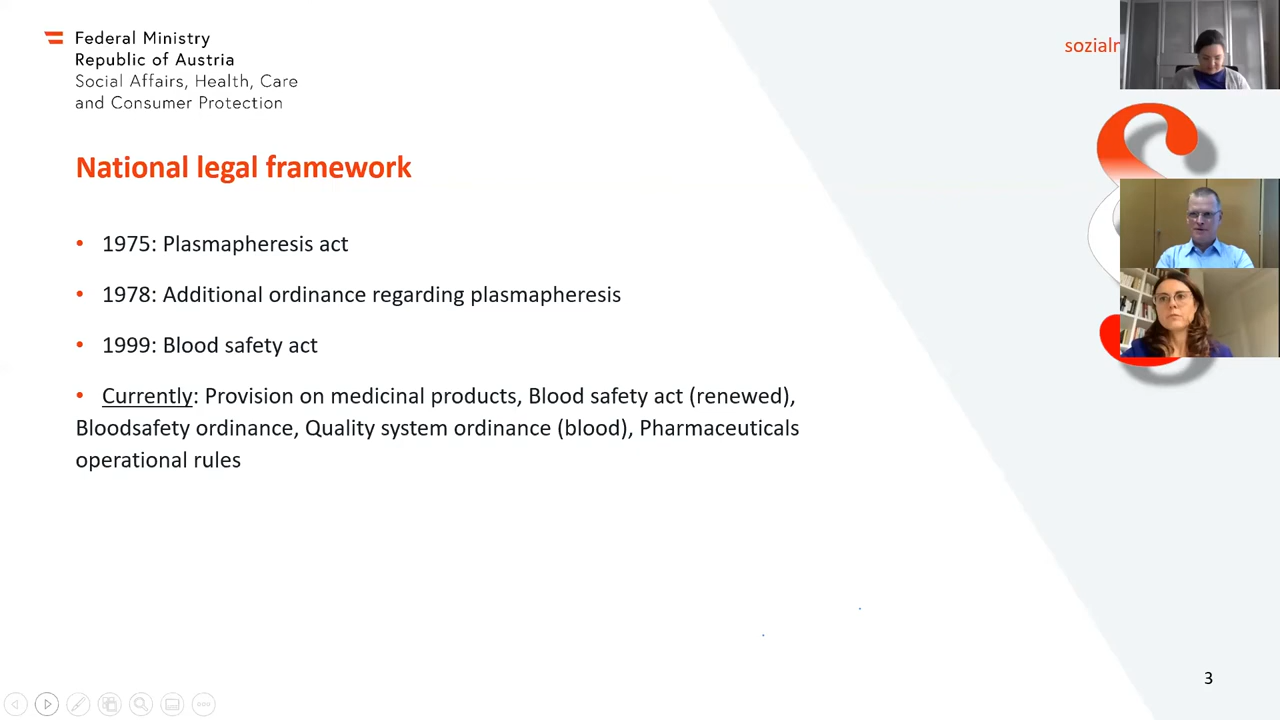 Federal Ministry
Republic of Austria
Social Affairs, Health, Care
and Consumer Protection
National legal framework
• 1975: Plasmapheresis act
• 1978: Additional ordinance regarding plasmapheresis
• 1999: Blood safety act
• Currently: Provision on medicinal products, Blood safety act (renewed),
Bloodsafety ordinance, Quality system ordinance (blood), Pharmaceuticals
operational rules
3